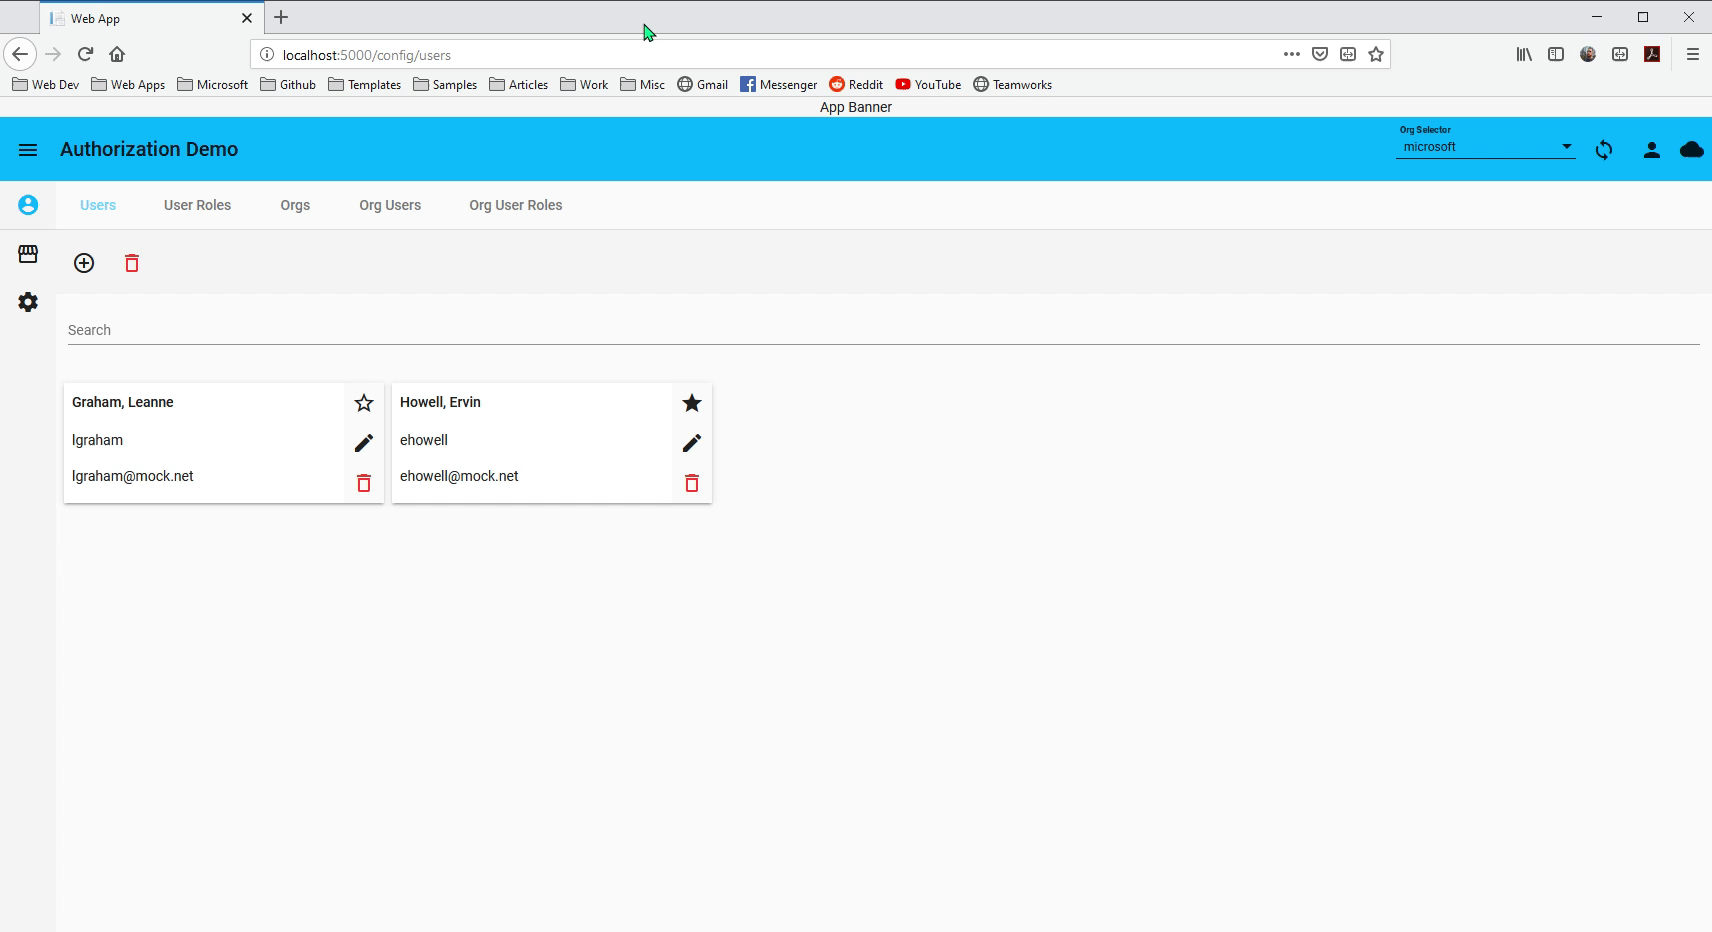 Web App
localhost:5000/config/users
Web Dev Web Apps Microsoft Github Templates Samples Articles Work Misc Gmail Messenger Reddit YouTube Teamworks
App Banner
Authorization Demo
Org Selector
microsoft
Users User Roles Orgs Org Users Org User Roles
Search
Graham, Leanne
lgraham
lgraham@mock.net
Howell, Ervin
ehowell
ehowell@mock.net